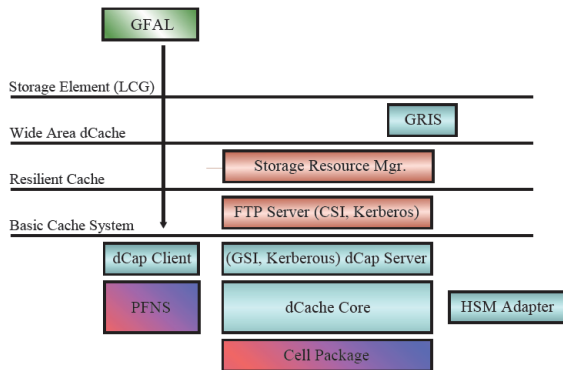 GFAL
Storage Element (LCG)
GRIS
Wide Area dCache
Storage Resource Mgr.
Resilient Cache
FTP Server (CSI, Kerberos)
Basic Cache System
dCap Client
(GSI, Kerberous) dCap Server
PFNS
dCache Core
HSM Adapter
Cell Package